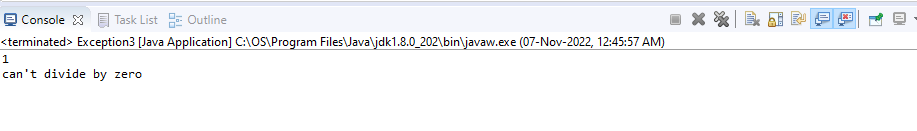 Console Task List Outline
<terminated> Exception3 [Java Application] C:\OS\Program Files\Java\jdk1.8.0_202\bin\javaw.exe (07-Nov-2022, 12:45:57 AM)
1
can't divide by zero